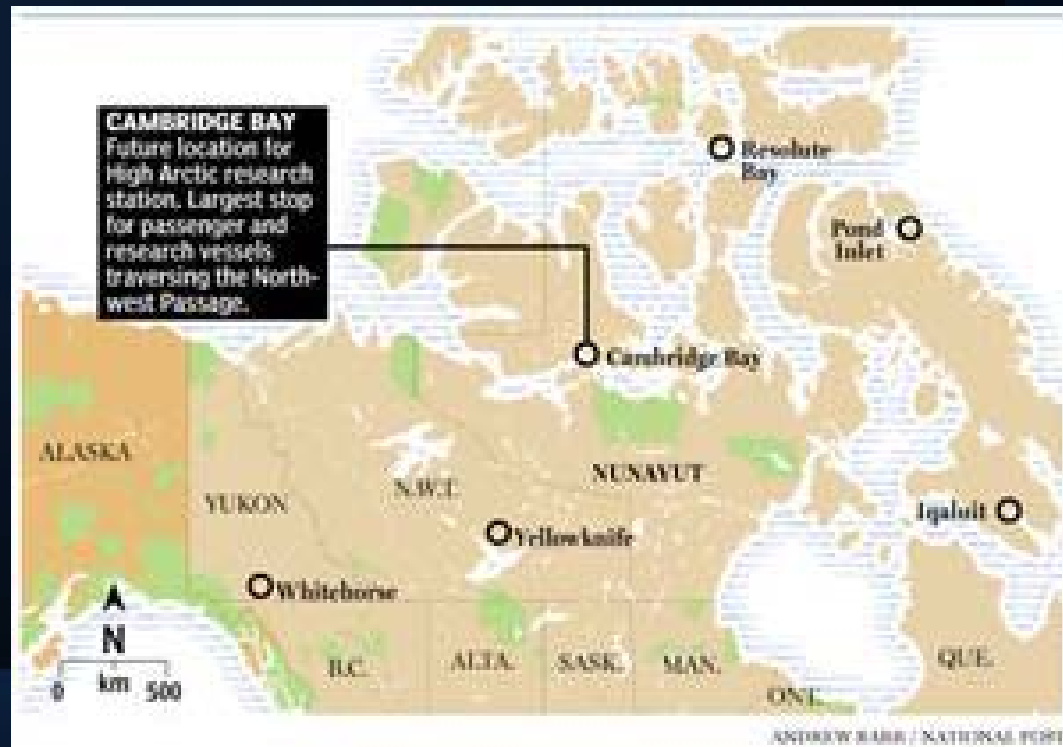 CAMBRIDGE BAY
Future location for
High Arctic research
station. Largest stop
for passenger and
research vessels
traversing the North-
west Passage.
Resolute
Bay
Pond
Inlet
Cambridge Bay
ALASKA
YUKON
N.W.T.
NUNAVUT
Iqaluit
Yellowknife
Whitehorse
N
0 km 500
B.C.
ALTA.
SASK.
MAN.
ONT.
QUE.
ANDREW BARR / NATIONAL POST